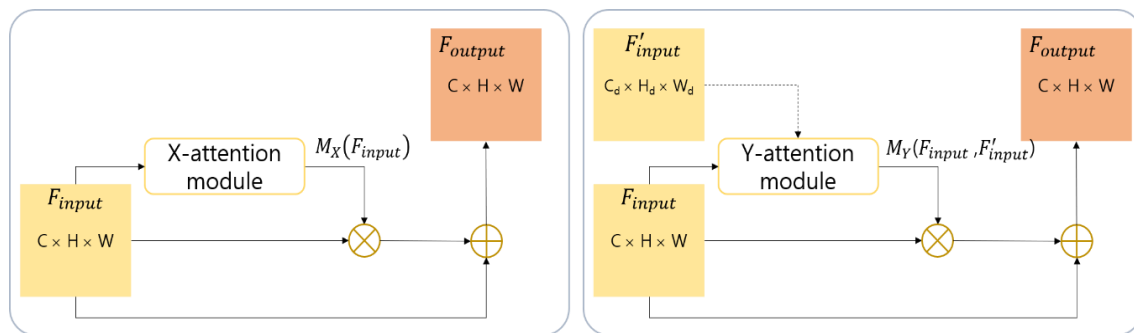 F_output
C × H × W
X-attention
module
M_X(F_input)
F_input
C × H × W
F′_input
C_d × H_d × W_d
F_output
C × H × W
Y-attention
module
M_Y(F_input ,F′_input)
F_input
C × H × W